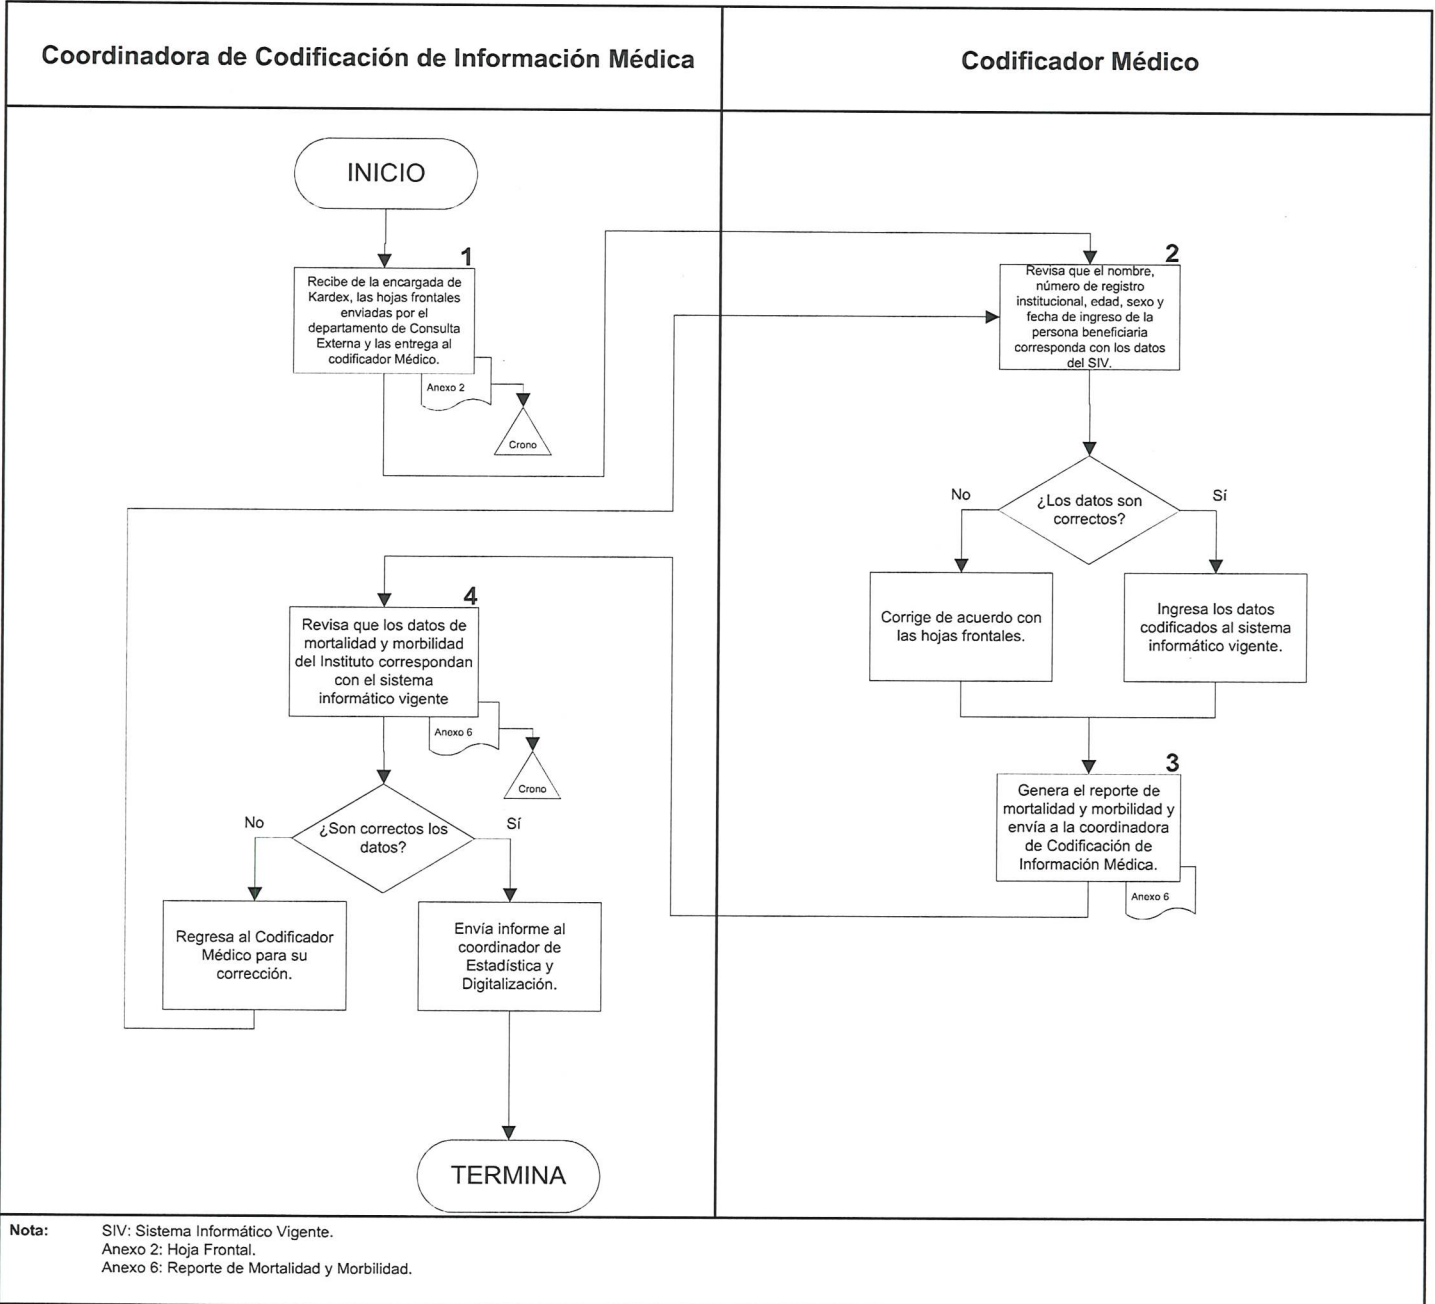 Coordinadora de Codificación de Información Médica
Codificador Médico
INICIO
1
Recibe de la encargada de
Kardex, las hojas frontales
enviadas por el
departamento de Consulta
Externa y las entrega al
codificador Médico.
Anexo 2
Crono
2
Revisa que el nombre,
número de registro
institucional, edad, sexo y
fecha de ingreso de la
persona beneficiaria
corresponda con los datos
del SIV.
¿Los datos son
correctos?
No
Sí
Corrige de acuerdo con
las hojas frontales.
Ingresa los datos
codificados al sistema
informático vigente.
3
Genera el reporte de
mortalidad y morbilidad y
envía a la coordinadora
de Codificación de
Información Médica.
Anexo 6
4
Revisa que los datos de
mortalidad y morbilidad
del Instituto correspondan
con el sistema
informático vigente
Anexo 6
Crono
¿Son correctos los
datos?
No
Sí
Regresa al Codificador
Médico para su
corrección.
Envía informe al
coordinador de
Estadística y
Digitalización.
TERMINA
Nota: SIV: Sistema Informático Vigente.
Anexo 2: Hoja Frontal.
Anexo 6: Reporte de Mortalidad y Morbilidad.